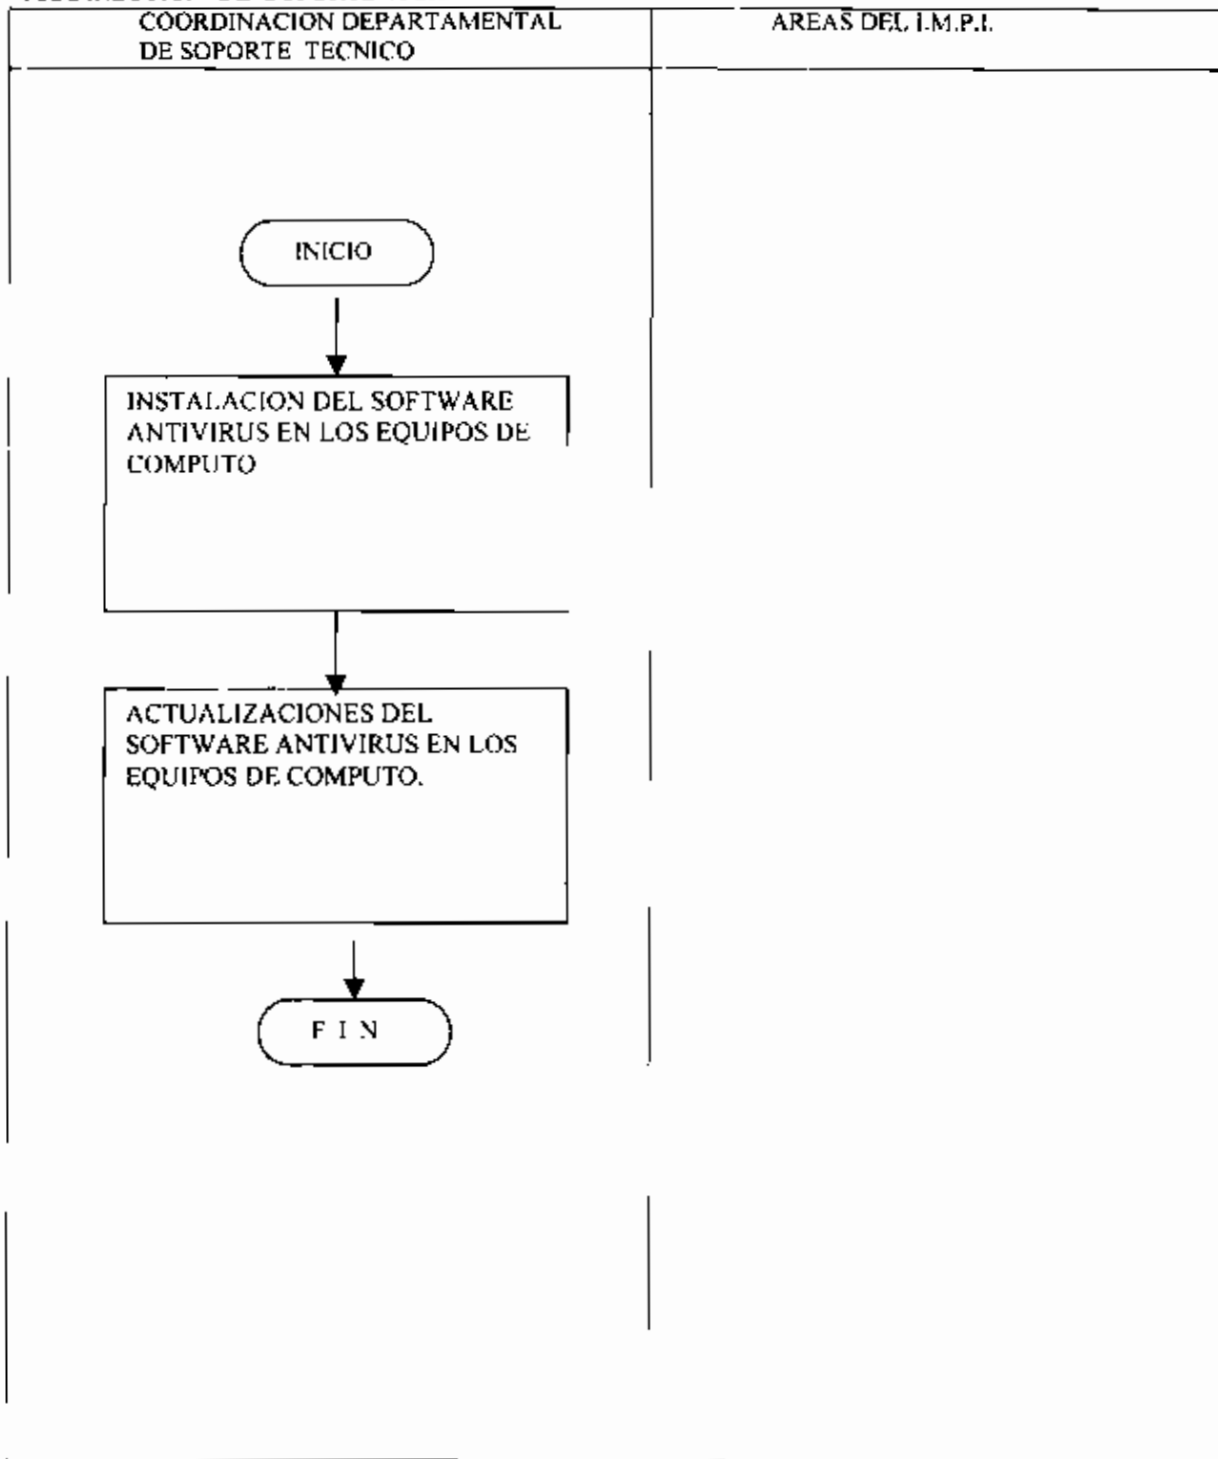 COORDINACION DEPARTAMENTAL
DE SOPORTE TECNICO
AREAS DEL I.M.P.I.
INICIO
INSTALACION DEL SOFTWARE
ANTIVIRUS EN LOS EQUIPOS DE
COMPUTO
ACTUALIZACIONES DEL
SOFTWARE ANTIVIRUS EN LOS
EQUIPOS DE COMPUTO.
F I N